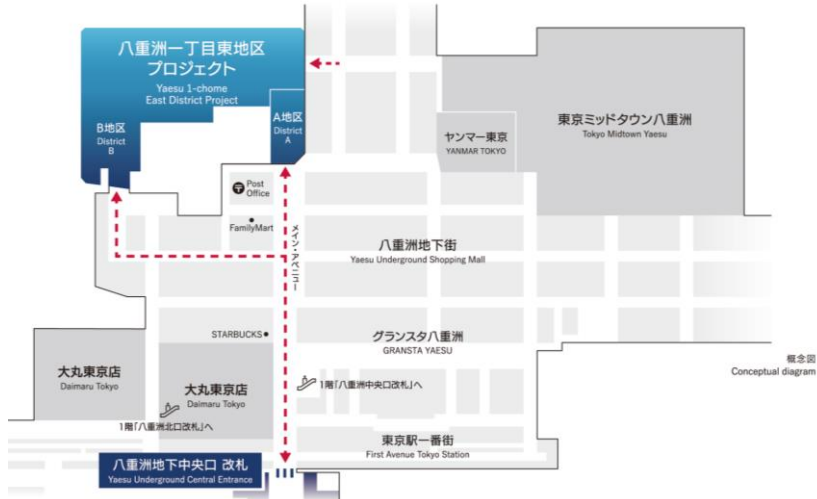 八重洲一丁目東地区
プロジェクト
Yaesu 1-chome
East District Project
A地区
District
A
B地区
District
B
東京ミッドタウン八重洲
Tokyo Midtown Yaesu
ヤンマー東京
YANMAR TOKYO
Post
Office
FamilyMart
メイン・アベニュー
八重洲地下街
Yaesu Underground Shopping Mall
STARBUCKS
グランスタ八重洲
GRANSTA YAESU
概念図
Conceptual diagram
大丸東京店
Daimaru Tokyo
大丸東京店
Daimaru Tokyo
1階「八重洲中央口改札」へ
1階「八重洲北口改札」へ
東京駅一番街
First Avenue Tokyo Station
八重洲地下中央口 改札
Yaesu Underground Central Entrance